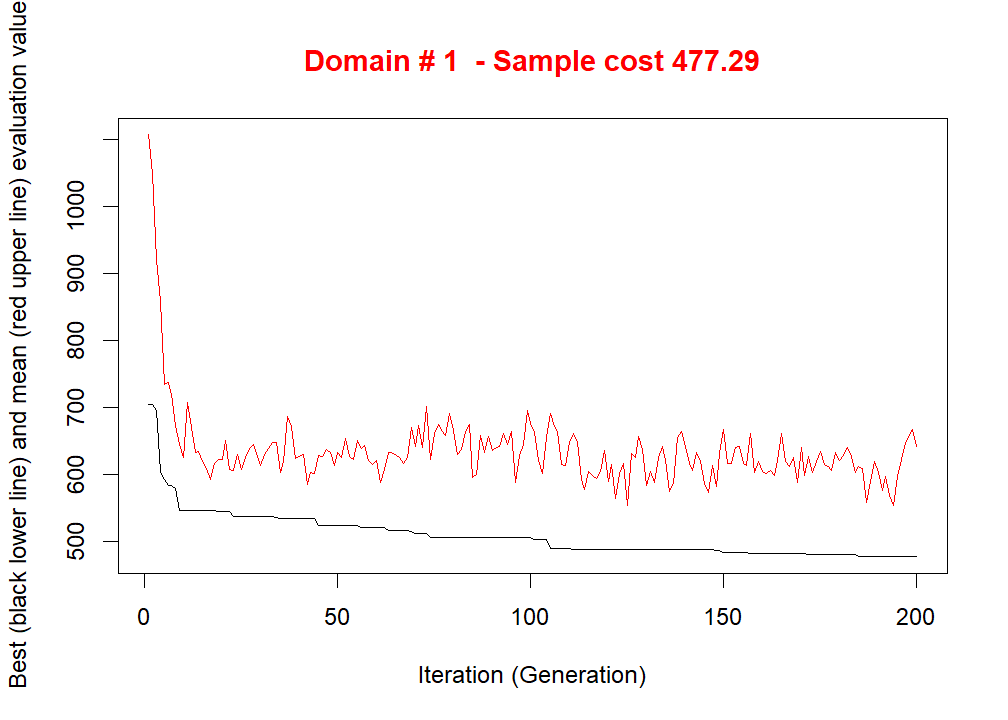 Domain # 1  - Sample cost 477.29
Best (black lower line) and mean (red upper line) evaluation value
1000
900
800
700
600
500
0 50 100 150 200
Iteration (Generation)